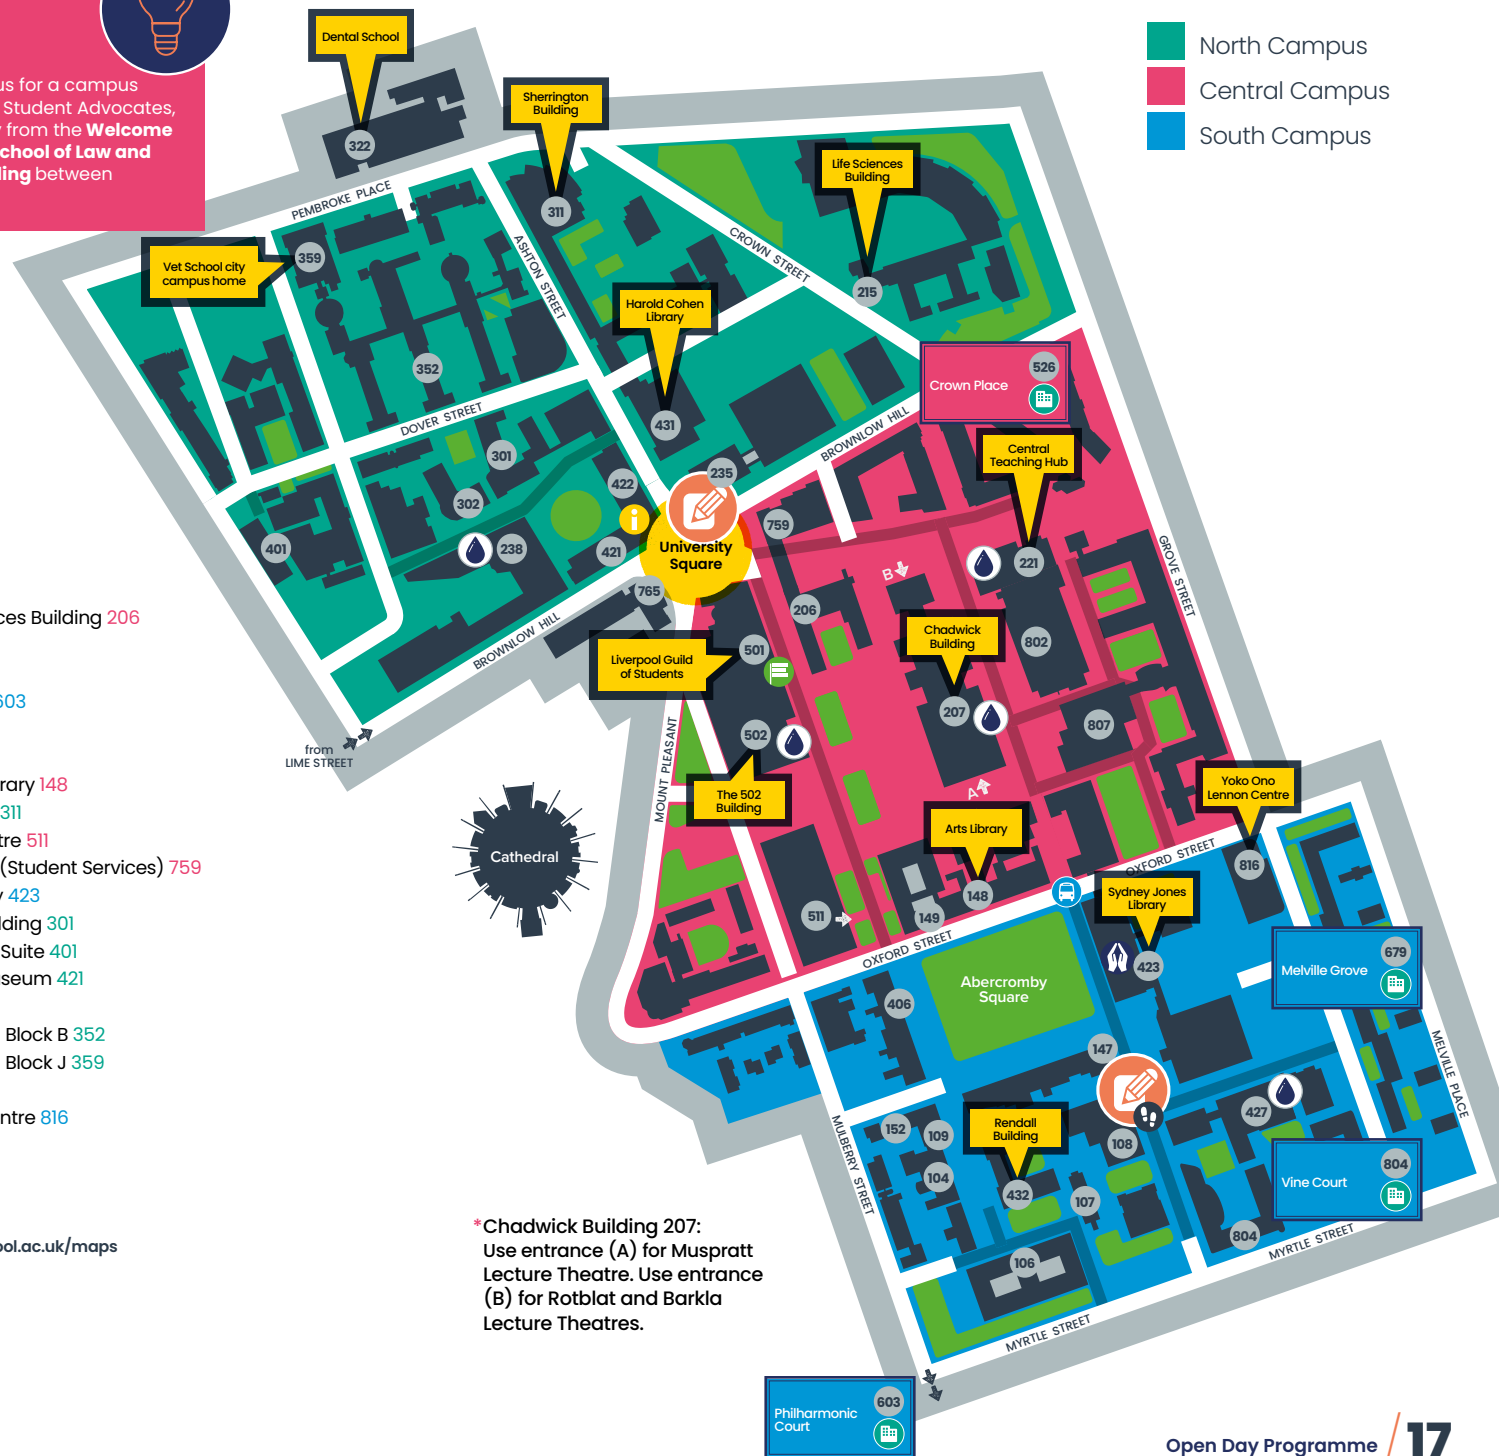 us for a campus
Student Advocates,
from the Welcome
chool of Law and
ling between
North Campus
Central Campus
South Campus
Dental School
322
Sherrington
Building
311
PEMBROKE PLACE
Life Sciences
Building
215
CROWN STREET
ASHTON STREET
Vet School city
campus home
359
Harold Cohen
Library
431
352
DOVER STREET
Crown Place
526
BROWNLOW HILL
Central
Teaching Hub
221
301
302
422
235
401
238
421
759
University
Square
765
B
GROVE STREET
206
Chadwick
Building
207
802
807
BROWNLOW HILL
501
Liverpool Guild
of Students
502
The 502
Building
MOUNT PLEASANT
from
LIME STREET
A
Yoko Ono
Lennon Centre
816
Arts Library
148
149
511
Cathedral
OXFORD STREET
OXFORD STREET
Sydney Jones
Library
423
Abercromby
Square
406
Melville Grove
679
MELVILLE PLACE
147
427
108
Rendall
Building
432
152
109
104
107
106
MULBERRY STREET
Vine Court
804
804
MYRTLE STREET
MYRTLE STREET
Philharmonic
Court
603
ces Building 206
603
rary 148
311
tre 511
(Student Services) 759
423
lding 301
Suite 401
useum 421
Block B 352
Block J 359
ntre 816
ool.ac.uk/maps
*Chadwick Building 207:
Use entrance (A) for Muspratt
Lecture Theatre. Use entrance
(B) for Rotblat and Barkla
Lecture Theatres.
Open Day Programme / 17